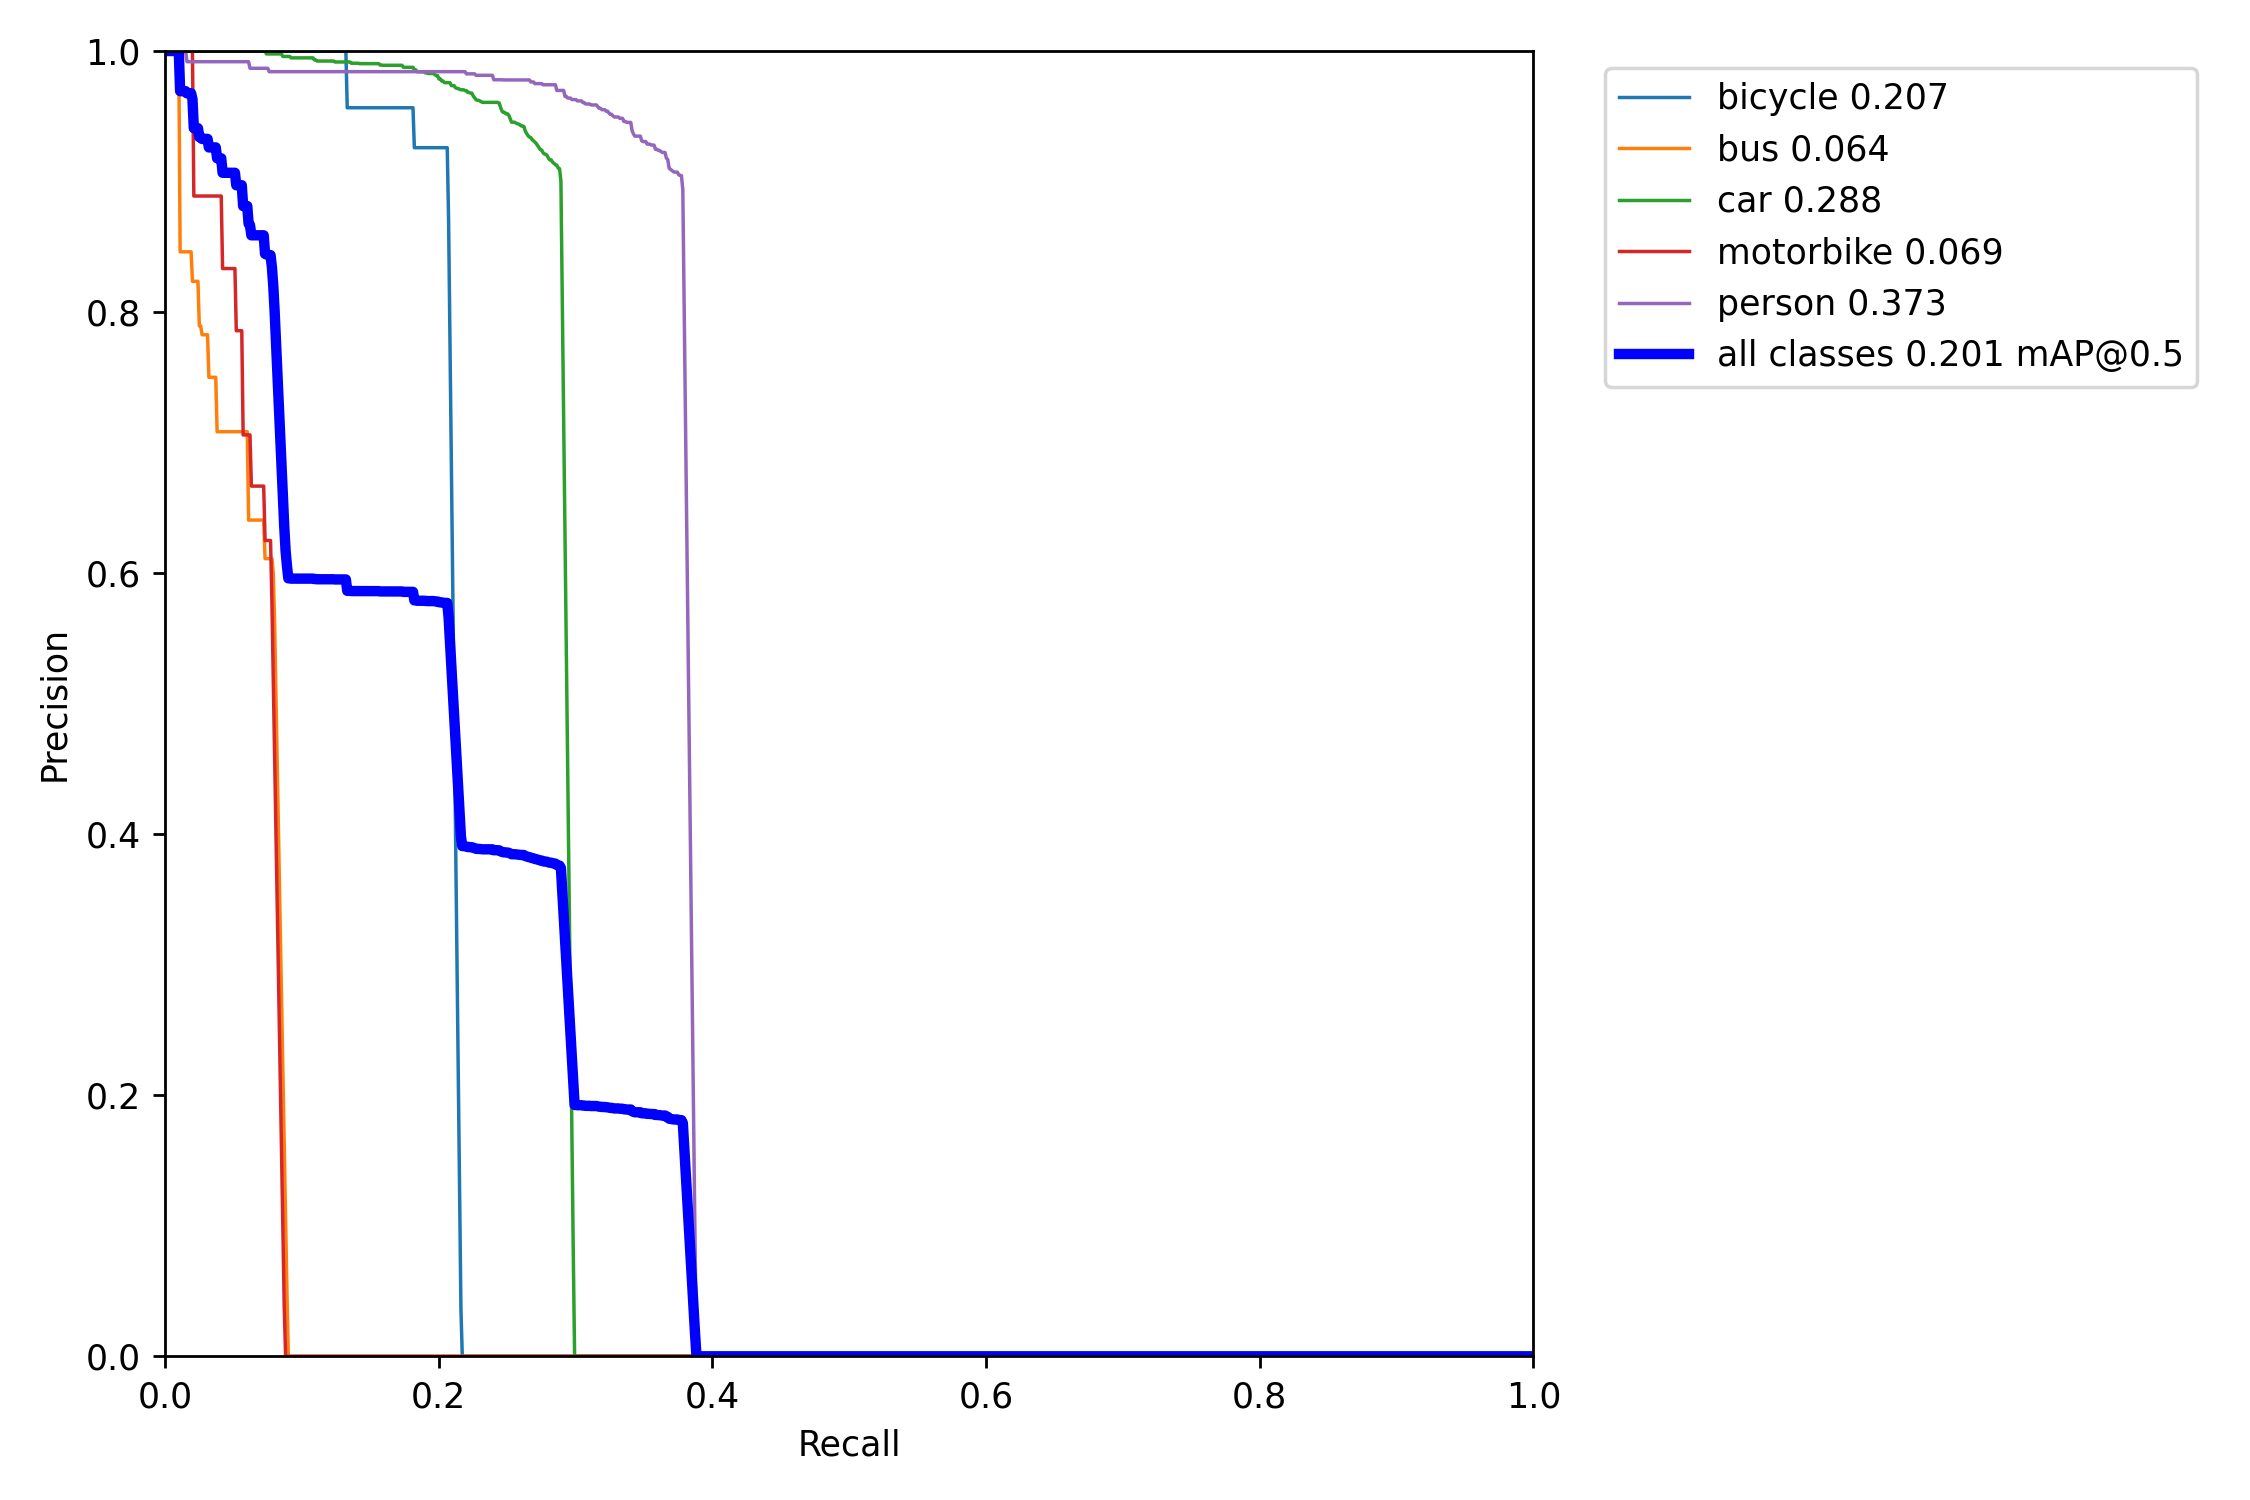 1.0
0.8
0.6
0.4
0.2
0.0
Precision
0.0 0.2 0.4 0.6 0.8 1.0
Recall
bicycle 0.207
bus 0.064
car 0.288
motorbike 0.069
person 0.373
all classes 0.201 mAP@0.5